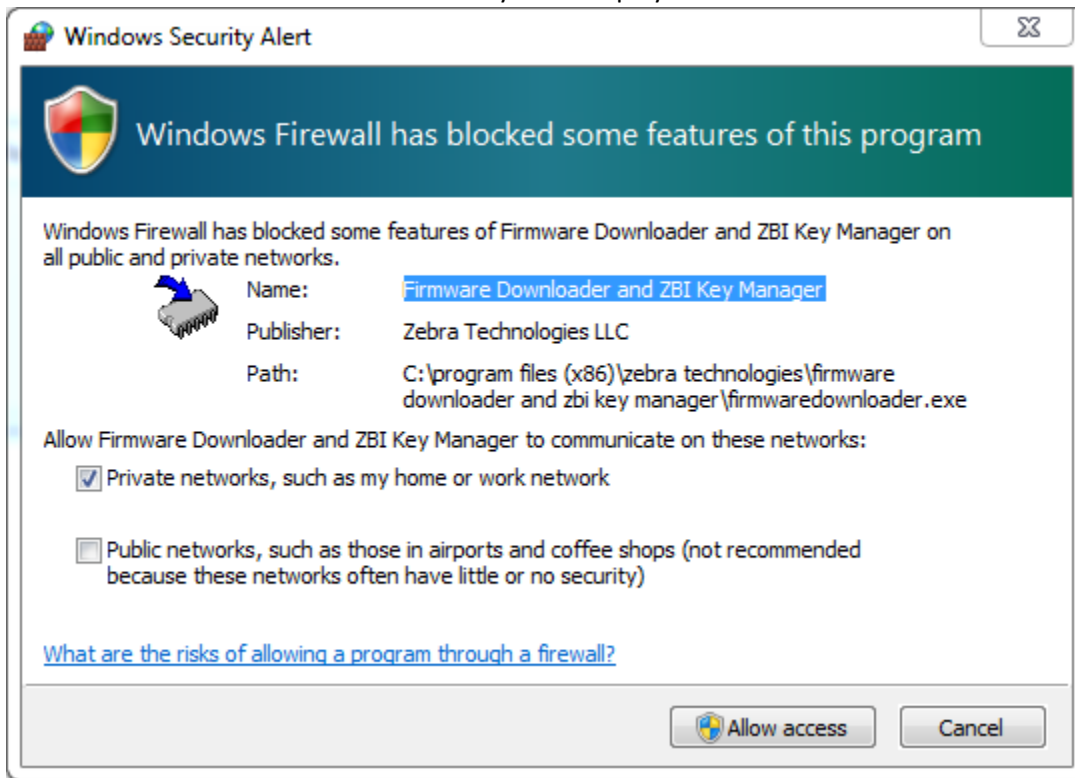 Windows Security Alert
Windows Firewall has blocked some features of this program
Windows Firewall has blocked some features of Firmware Downloader and ZBI Key Manager on
all public and private networks.
Name: Firmware Downloader and ZBI Key Manager
Publisher: Zebra Technologies LLC
Path: C:\program files (x86)\zebra technologies\firmware
downloader and zbi key manager\firmwaredownloader.exe
Allow Firmware Downloader and ZBI Key Manager to communicate on these networks:
Private networks, such as my home or work network
Public networks, such as those in airports and coffee shops (not recommended
because these networks often have little or no security)
What are the risks of allowing a program through a firewall?
Allow access Cancel